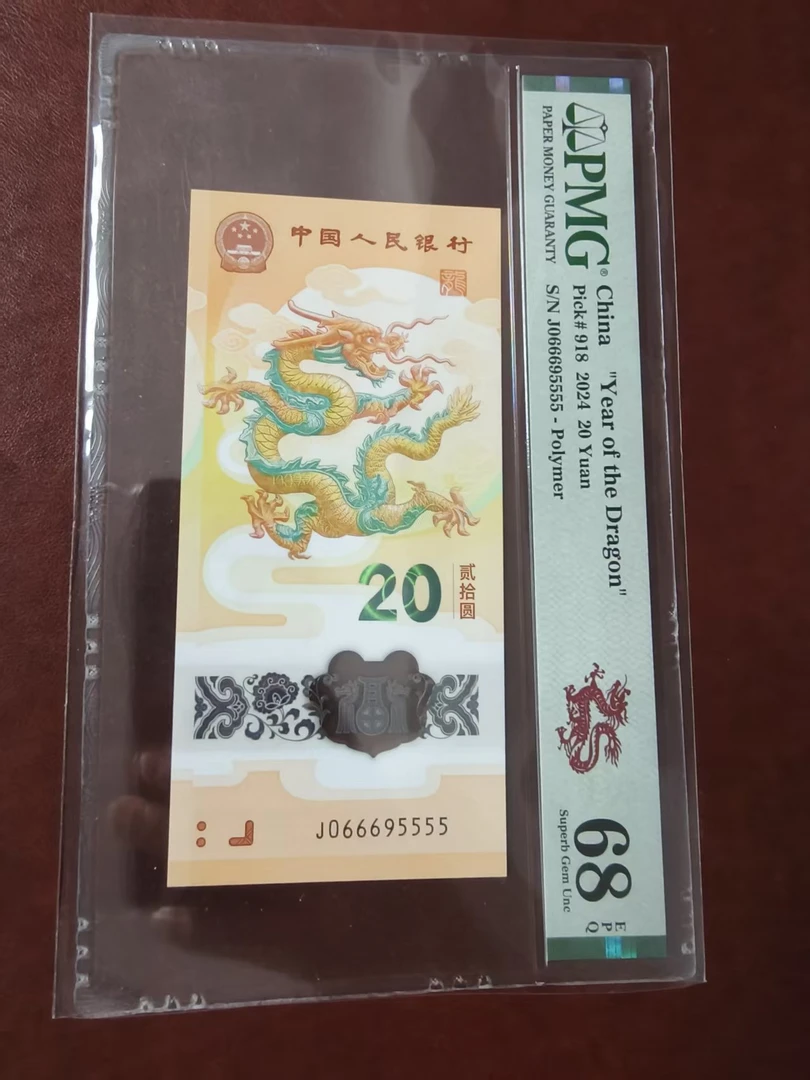 中国人民银行
龍
20
贰拾圆
J066695555
PMG®
PAPER MONEY GUARANTY
China "Year of the Dragon"
Pick# 918 2024 20 Yuan
S/N J066695555 - Polymer
68
EPQ
Superb Gem Unc